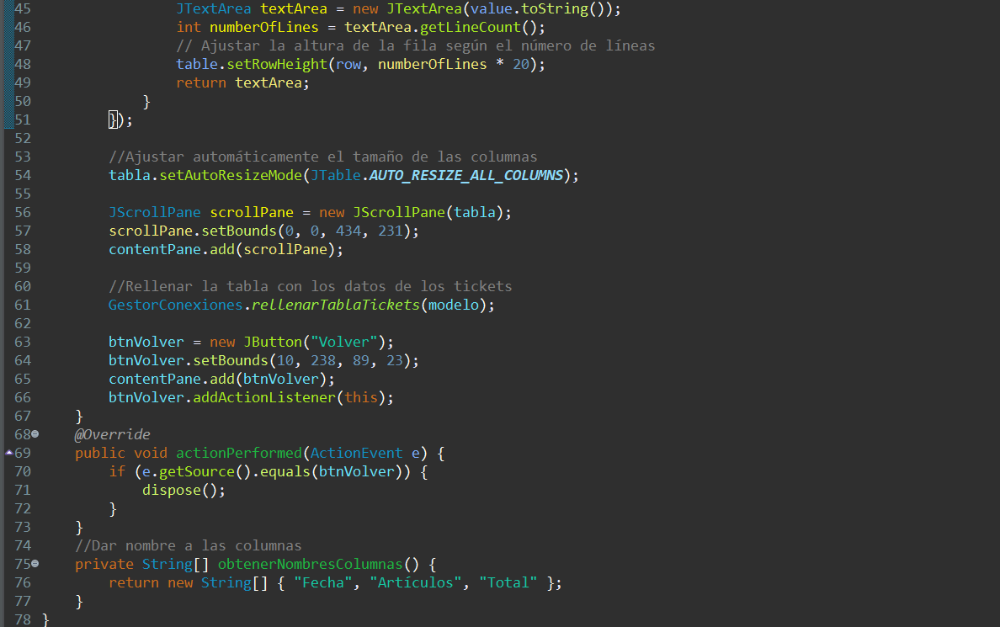 45                 JTextArea textArea = new JTextArea(value.toString());
46                 int numberOfLines = textArea.getLineCount();
47                 // Ajustar la altura de la fila según el número de líneas
48                 table.setRowHeight(row, numberOfLines * 20);
49                 return textArea;
50             }
51         });
52
53         //Ajustar automáticamente el tamaño de las columnas
54         tabla.setAutoResizeMode(JTable.AUTO_RESIZE_ALL_COLUMNS);
55
56         JScrollPane scrollPane = new JScrollPane(tabla);
57         scrollPane.setBounds(0, 0, 434, 231);
58         contentPane.add(scrollPane);
59
60         //Rellenar la tabla con los datos de los tickets
61         GestorConexiones.rellenarTablaTickets(modelo);
62
63         btnVolver = new JButton("Volver");
64         btnVolver.setBounds(10, 238, 89, 23);
65         contentPane.add(btnVolver);
66         btnVolver.addActionListener(this);
67     }
68     @Override
69     public void actionPerformed(ActionEvent e) {
70         if (e.getSource().equals(btnVolver)) {
71             dispose();
72         }
73     }
74     //Dar nombre a las columnas
75     private String[] obtenerNombresColumnas() {
76         return new String[] { "Fecha", "Artículos", "Total" };
77     }
78 }